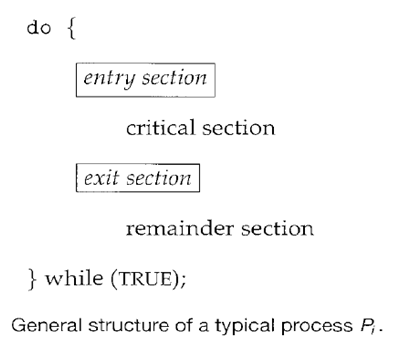 do {
entry section
critical section
exit section
remainder section
} while (TRUE);
General structure of a typical process Pi.